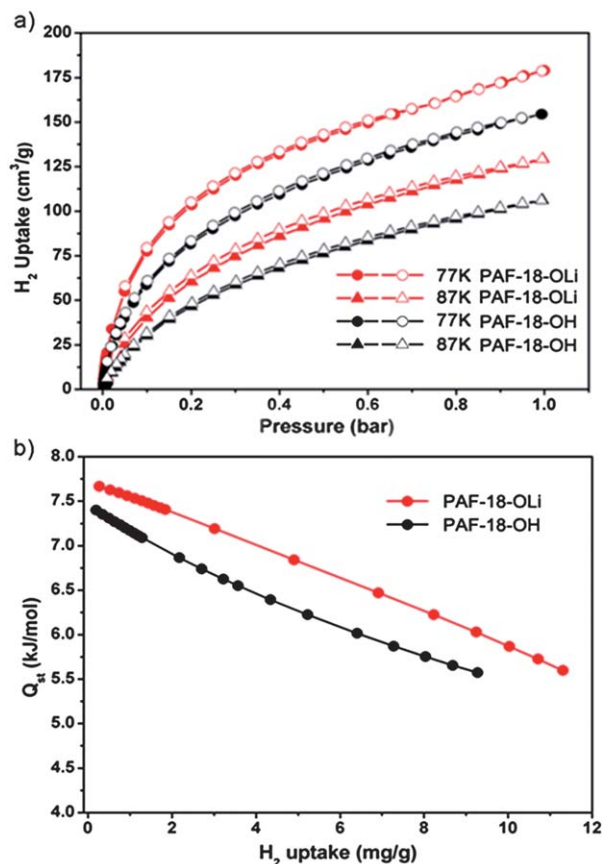 a)
H₂ Uptake (cm³/g)
200
175
150
125
100
75
50
25
0
77K PAF-18-OLi
87K PAF-18-OLi
77K PAF-18-OH
87K PAF-18-OH
0.0 0.2 0.4 0.6 0.8 1.0
Pressure (bar)
b)
Qst (kJ/mol)
8.0
7.5
7.0
6.5
6.0
5.5
5.0
4.5
4.0
PAF-18-OLi
PAF-18-OH
0 2 4 6 8 10 12
H₂ uptake (mg/g)